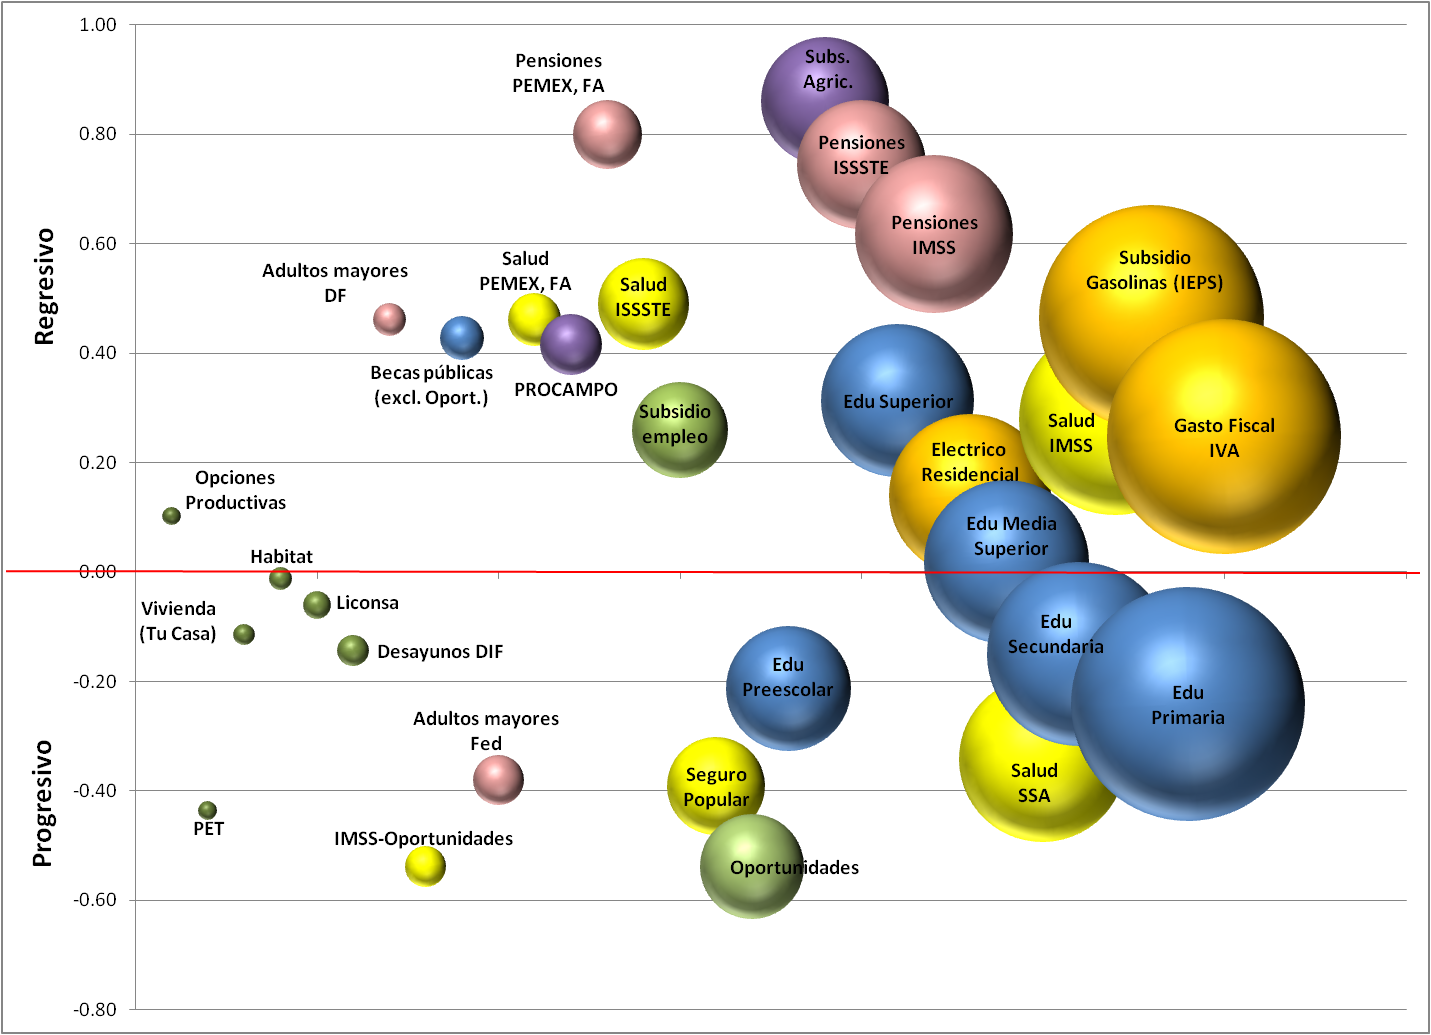 1.00
0.80
0.60
0.40
0.20
0.00
-0.20
-0.40
-0.60
-0.80
Regresivo
Progresivo
Pensiones
PEMEX, FA
Subs.
Agric.
Pensiones
ISSSTE
Pensiones
IMSS
Subsidio
Gasolinas (IEPS)
Adultos mayores
DF
Salud
PEMEX, FA
Salud
ISSSTE
Becas públicas
(excl. Oport.)
PROCAMPO
Subsidio
empleo
Edu Superior
Salud
IMSS
Gasto Fiscal
IVA
Electrico
Residencial
Opciones
Productivas
Edu Media
Superior
Habitat
Liconsa
Vivienda
(Tu Casa)
Desayunos DIF
Edu
Secundaria
Edu
Preescolar
Edu
Primaria
Adultos mayores
Fed
Seguro
Popular
Salud
SSA
PET
IMSS-Oportunidades
Oportunidades